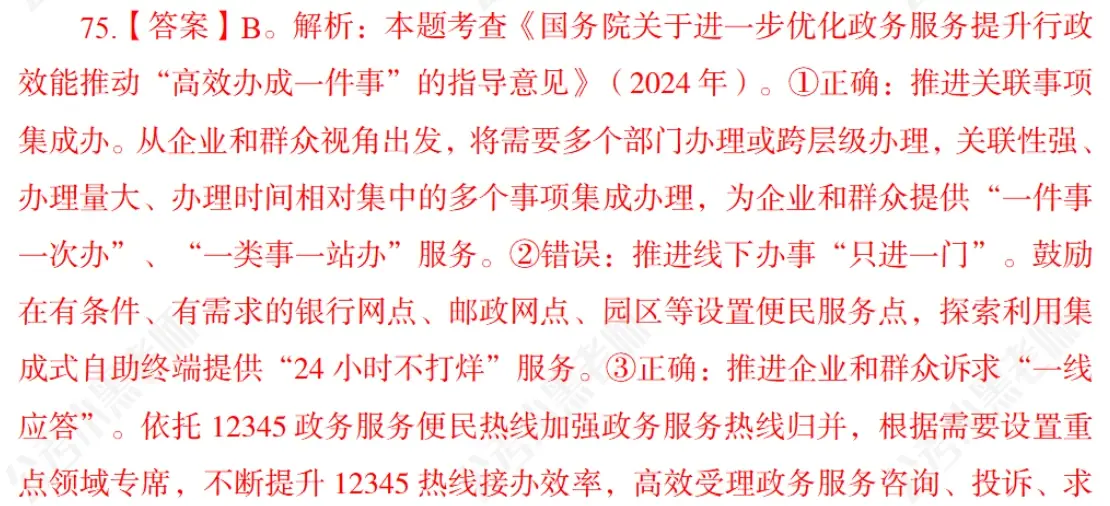 75.【答案】B。解析：本题考查《国务院关于进一步优化政务服务提升行政
效能推动“高效办成一件事”的指导意见》（2024 年）。①正确：推进关联事项
集成办。从企业和群众视角出发，将需要多个部门办理或跨层级办理，关联性强、
办理量大、办理时间相对集中的多个事项集成办理，为企业和群众提供“一件事
一次办”、“一类事一站办”服务。②错误：推进线下办事“只进一门”。鼓励
在有条件、有需求的银行网点、邮政网点、园区等设置便民服务点，探索利用集
成式自助终端提供“24 小时不打烊”服务。③正确：推进企业和群众诉求“一线
应答”。依托 12345 政务服务便民热线加强政务服务热线归并，根据需要设置重
点领域专席，不断提升 12345 热线接办效率，高效受理政务服务咨询、投诉、求